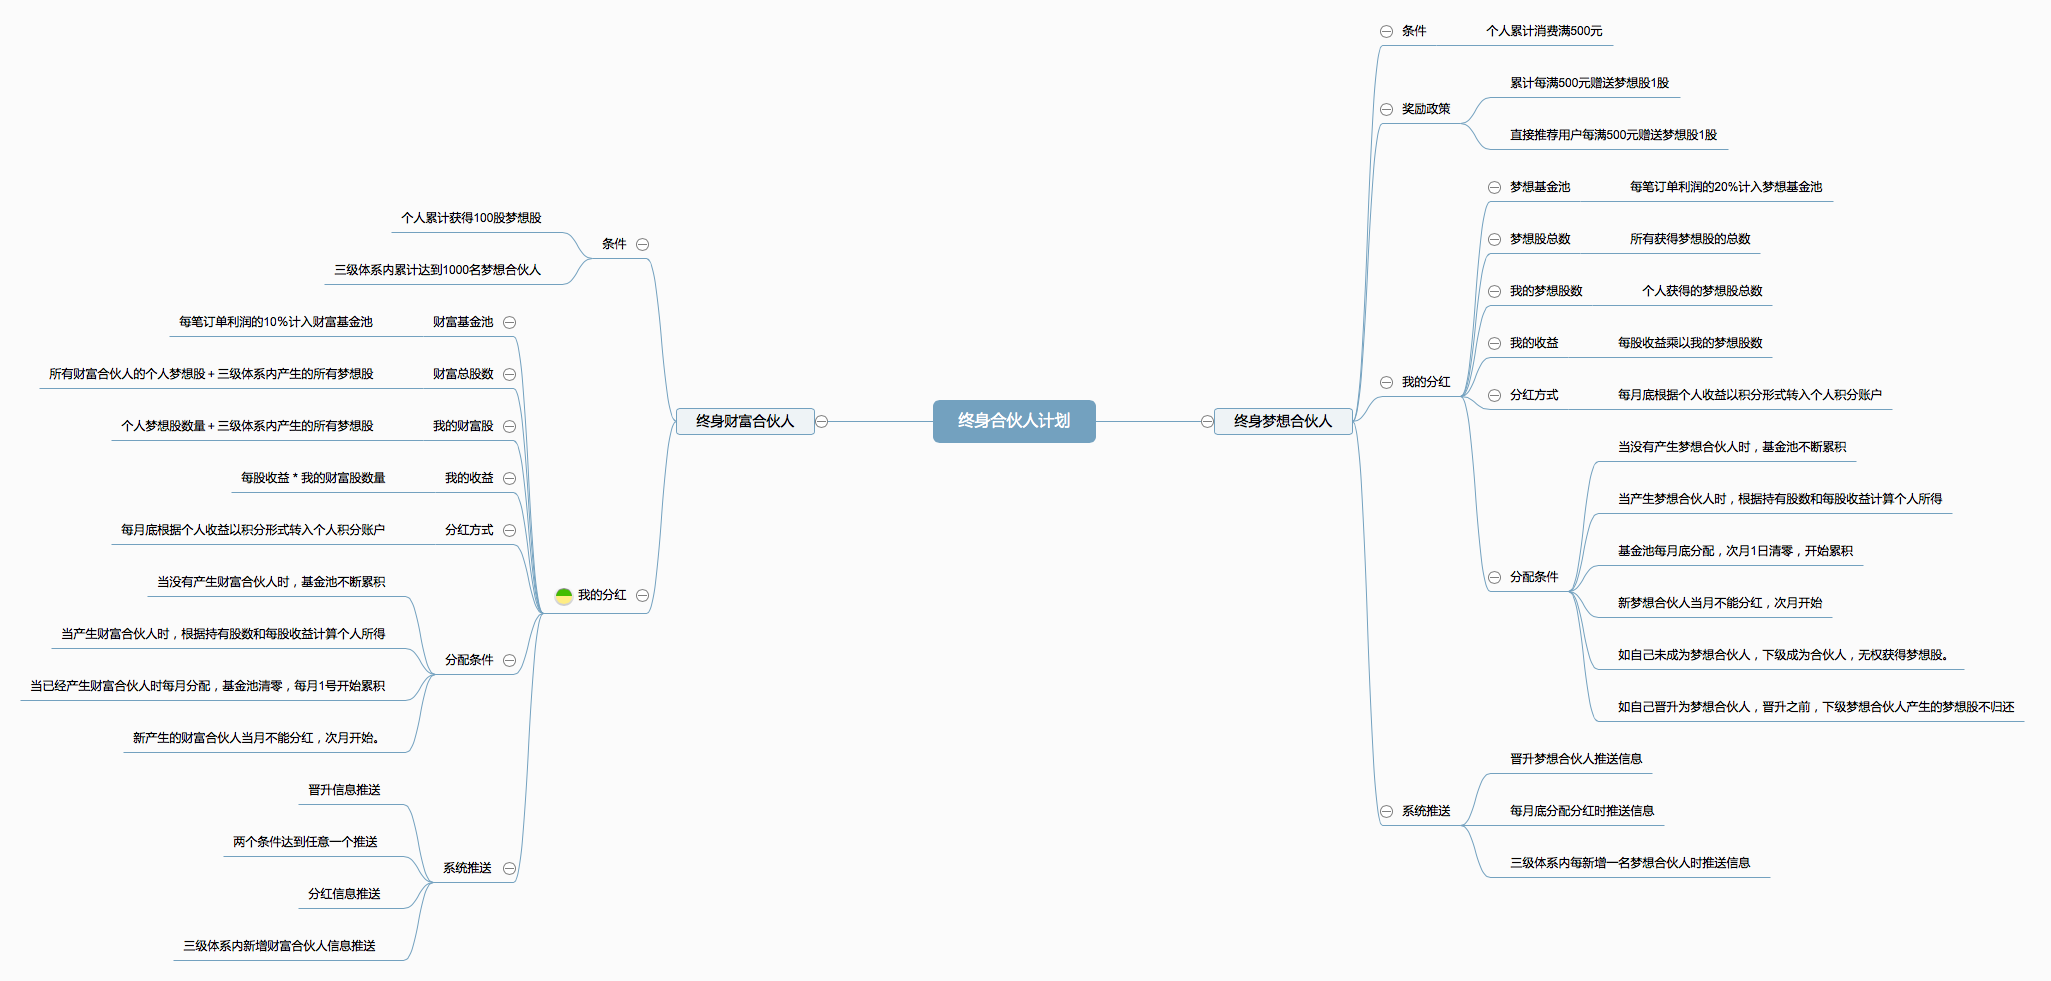 终身合伙人计划
终身梦想合伙人
条件
个人累计消费满500元
奖励政策
累计每满500元赠送梦想股1股
直接推荐用户每满500元赠送梦想股1股
我的分红
梦想基金池
每笔订单利润的20%计入梦想基金池
梦想股总数
所有获得梦想股的总数
我的梦想股数
个人获得的梦想股总数
我的收益
每股收益乘以我的梦想股数
分红方式
每月底根据个人收益以积分形式转入个人积分账户
分配条件
当没有产生梦想合伙人时，基金池不断累积
当产生梦想合伙人时，根据持有股数和每股收益计算个人所得
基金池每月底分配，次月1日清零，开始累积
新梦想合伙人当月不能分红，次月开始
如自己未成为梦想合伙人，下级成为合伙人，无权获得梦想股。
如自己晋升为梦想合伙人，晋升之前，下级梦想合伙人产生的梦想股不归还
系统推送
晋升梦想合伙人推送信息
每月底分配分红时推送信息
三级体系内每新增一名梦想合伙人时推送信息
终身财富合伙人
条件
个人累计获得100股梦想股
三级体系内累计达到1000名梦想合伙人
我的分红
财富基金池
每笔订单利润的10%计入财富基金池
财富总股数
所有财富合伙人的个人梦想股＋三级体系内产生的所有梦想股
我的财富股
个人梦想股数量＋三级体系内产生的所有梦想股
我的收益
每股收益 * 我的财富股数量
分红方式
每月底根据个人收益以积分形式转入个人积分账户
分配条件
当没有产生财富合伙人时，基金池不断累积
当产生财富合伙人时，根据持有股数和每股收益计算个人所得
当已经产生财富合伙人时每月分配，基金池清零，每月1号开始累积
新产生的财富合伙人当月不能分红，次月开始。
系统推送
晋升信息推送
两个条件达到任意一个推送
分红信息推送
三级体系内新增财富合伙人信息推送